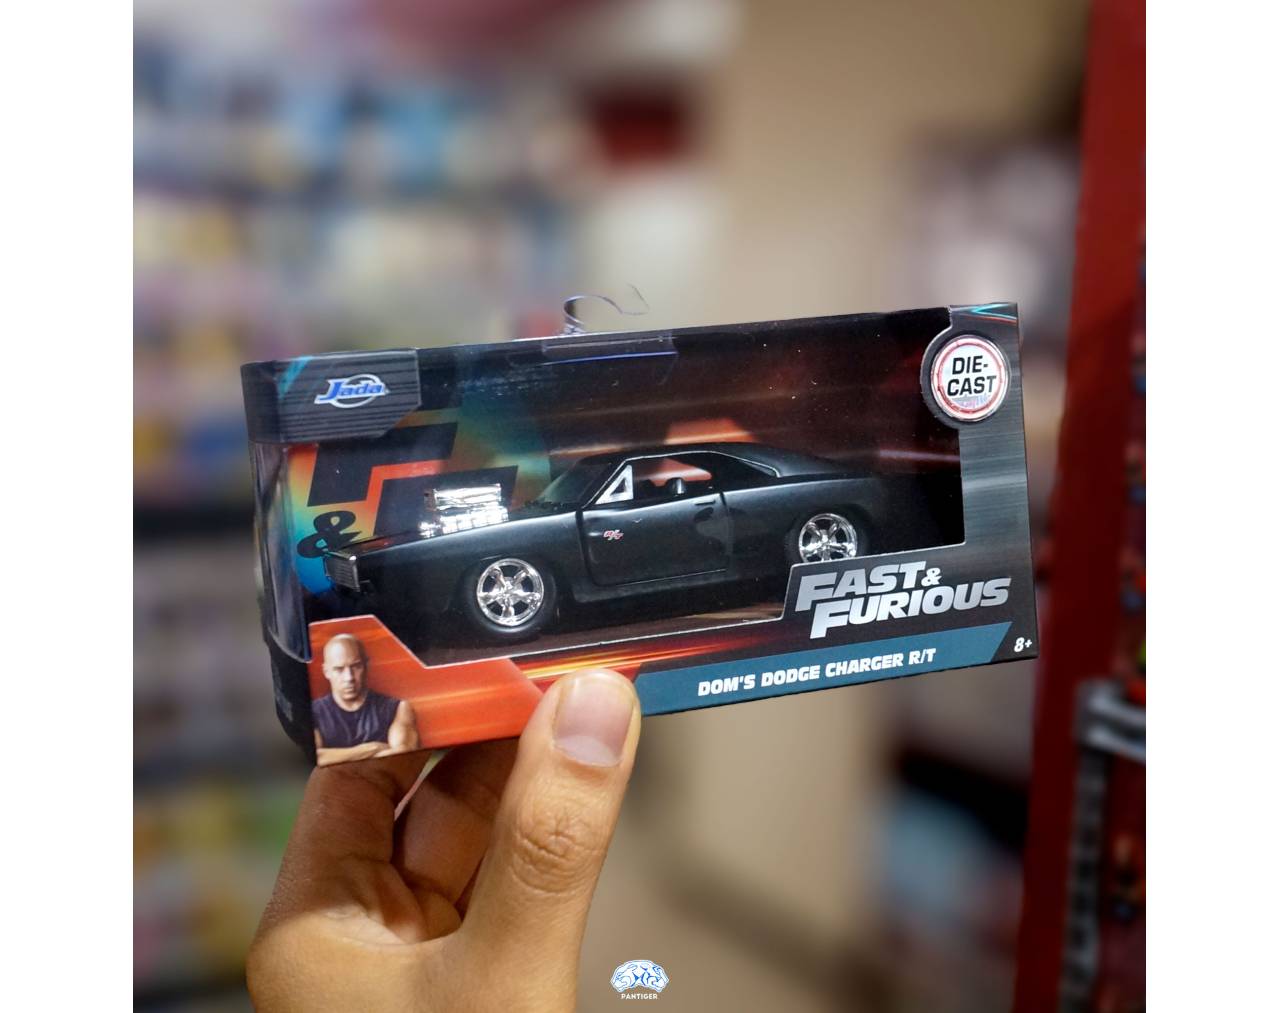 Jada
DIE-
CAST
F
&
F
R/T
FAST &
FURIOUS
8+
DOM'S DODGE CHARGER R/T
PANTIGER